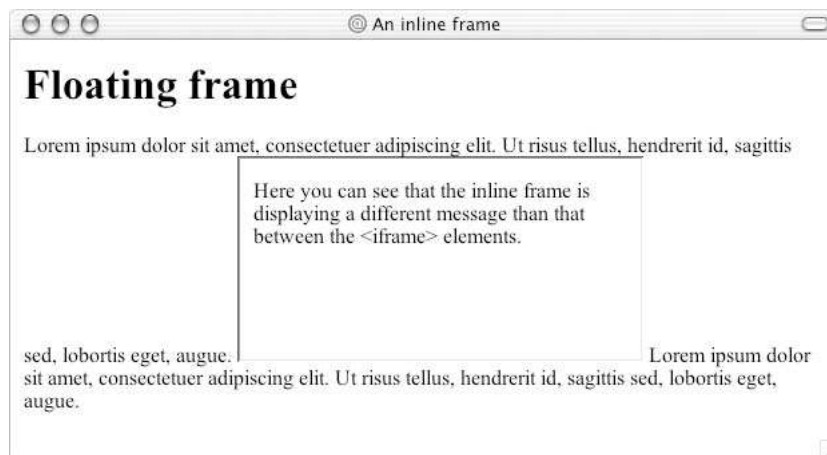 An inline frame
Floating frame
Lorem ipsum dolor sit amet, consectetuer adipiscing elit. Ut risus tellus, hendrerit id, sagittis
Here you can see that the inline frame is
displaying a different message than that
between the <iframe> elements.
sed, lobortis eget, augue.
Lorem ipsum dolor
sit amet, consectetuer adipiscing elit. Ut risus tellus, hendrerit id, sagittis sed, lobortis eget,
augue.